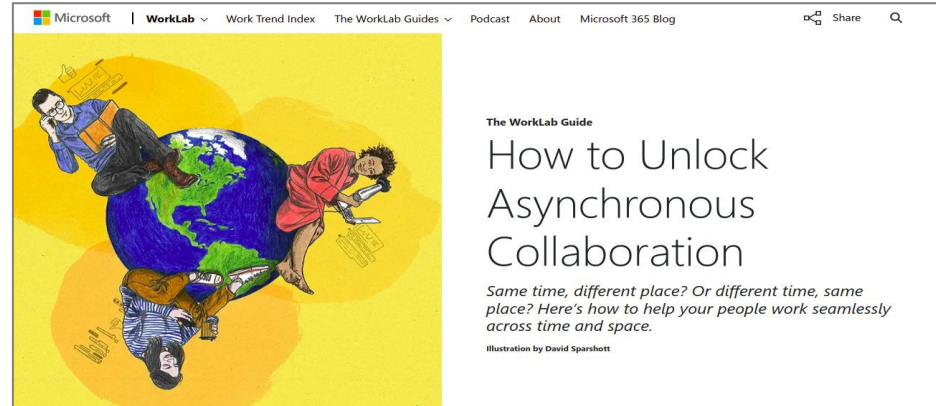 Microsoft | WorkLab Work Trend Index The WorkLab Guides Podcast About Microsoft 365 Blog Share
The WorkLab Guide
How to Unlock
Asynchronous
Collaboration
Same time, different place? Or different time, same
place? Here's how to help your people work seamlessly
across time and space.
Illustration by David Sparshott